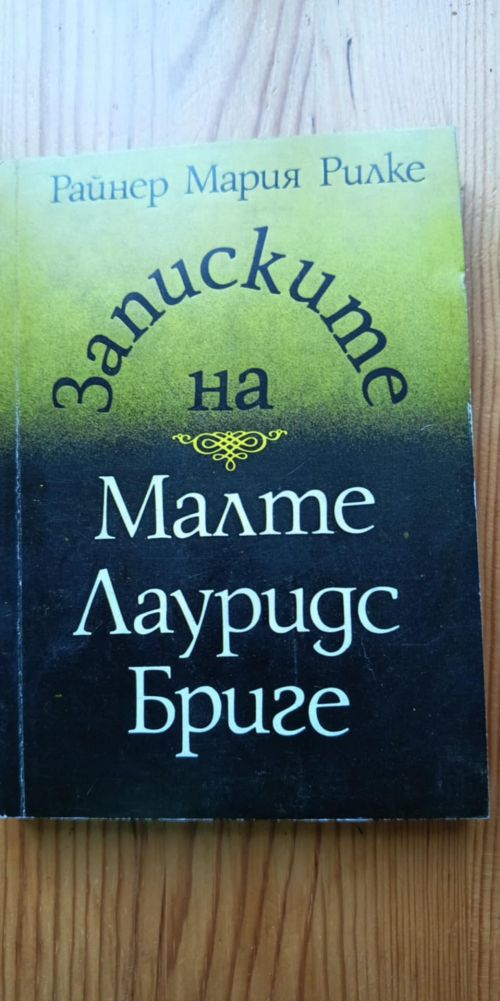 Райнер Мария Рилке
Записките
на
Малте
Лауридс
Бриге